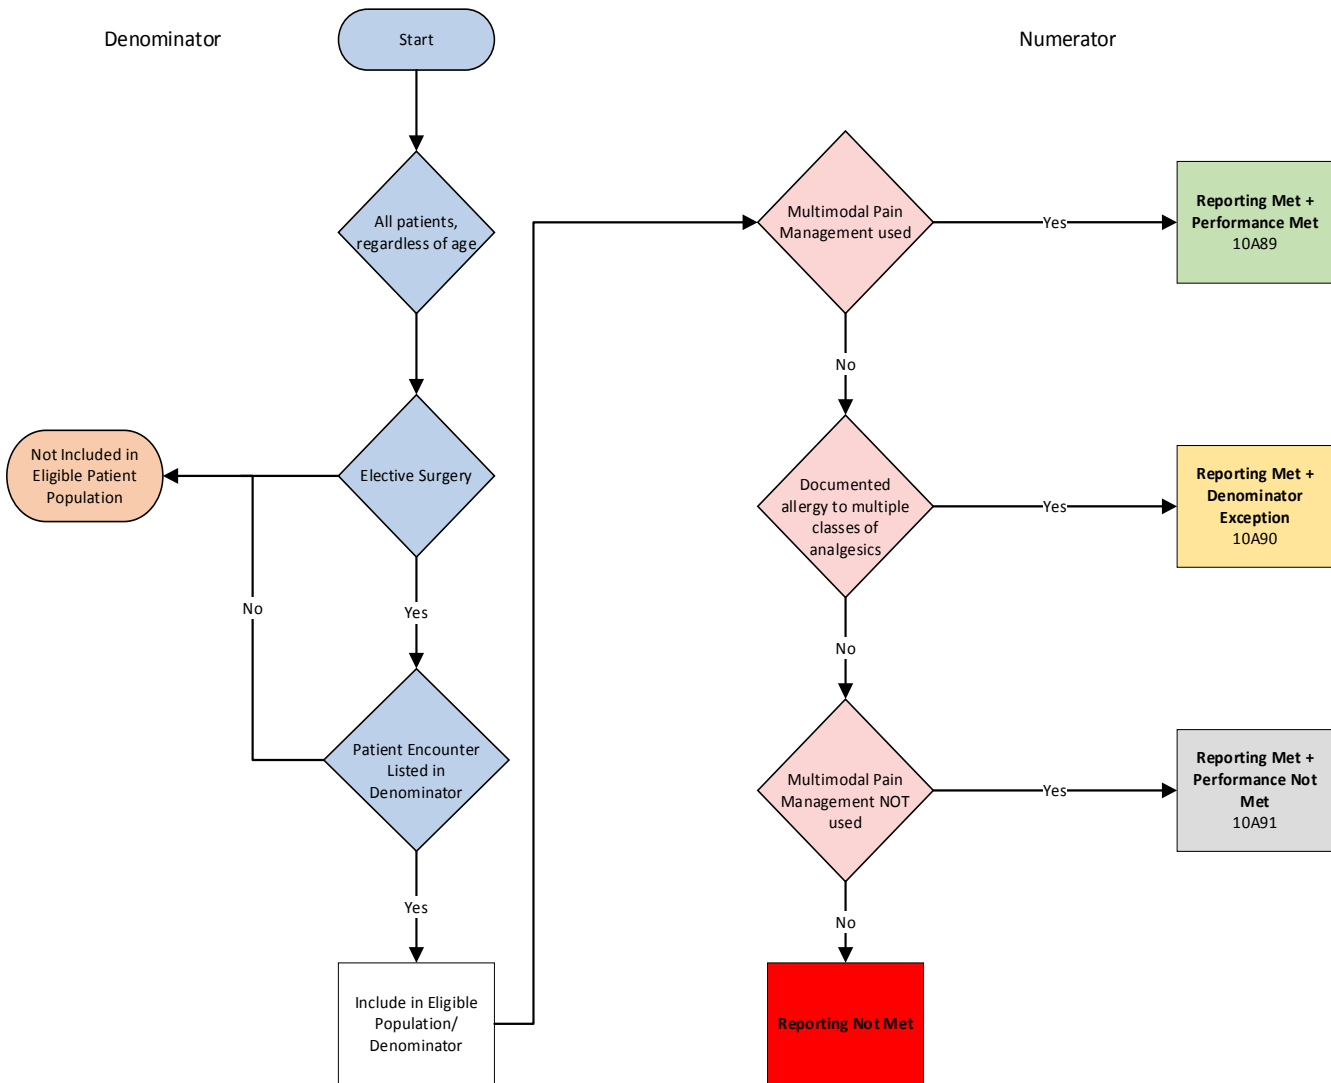 Denominator
Start
Numerator
All patients,
regardless of age
Multimodal Pain
Management used
Yes
Reporting Met +
Performance Met
10A89
No
Not Included in
Eligible Patient
Population
Elective Surgery
Documented
allergy to multiple
classes of
analgesics
Yes
Reporting Met +
Denominator
Exception
10A90
No
Yes
No
Patient Encounter
Listed in
Denominator
Multimodal Pain
Management NOT
used
Yes
Reporting Met +
Performance Not
Met
10A91
Yes
No
Include in Eligible
Population/
Denominator
Reporting Not Met